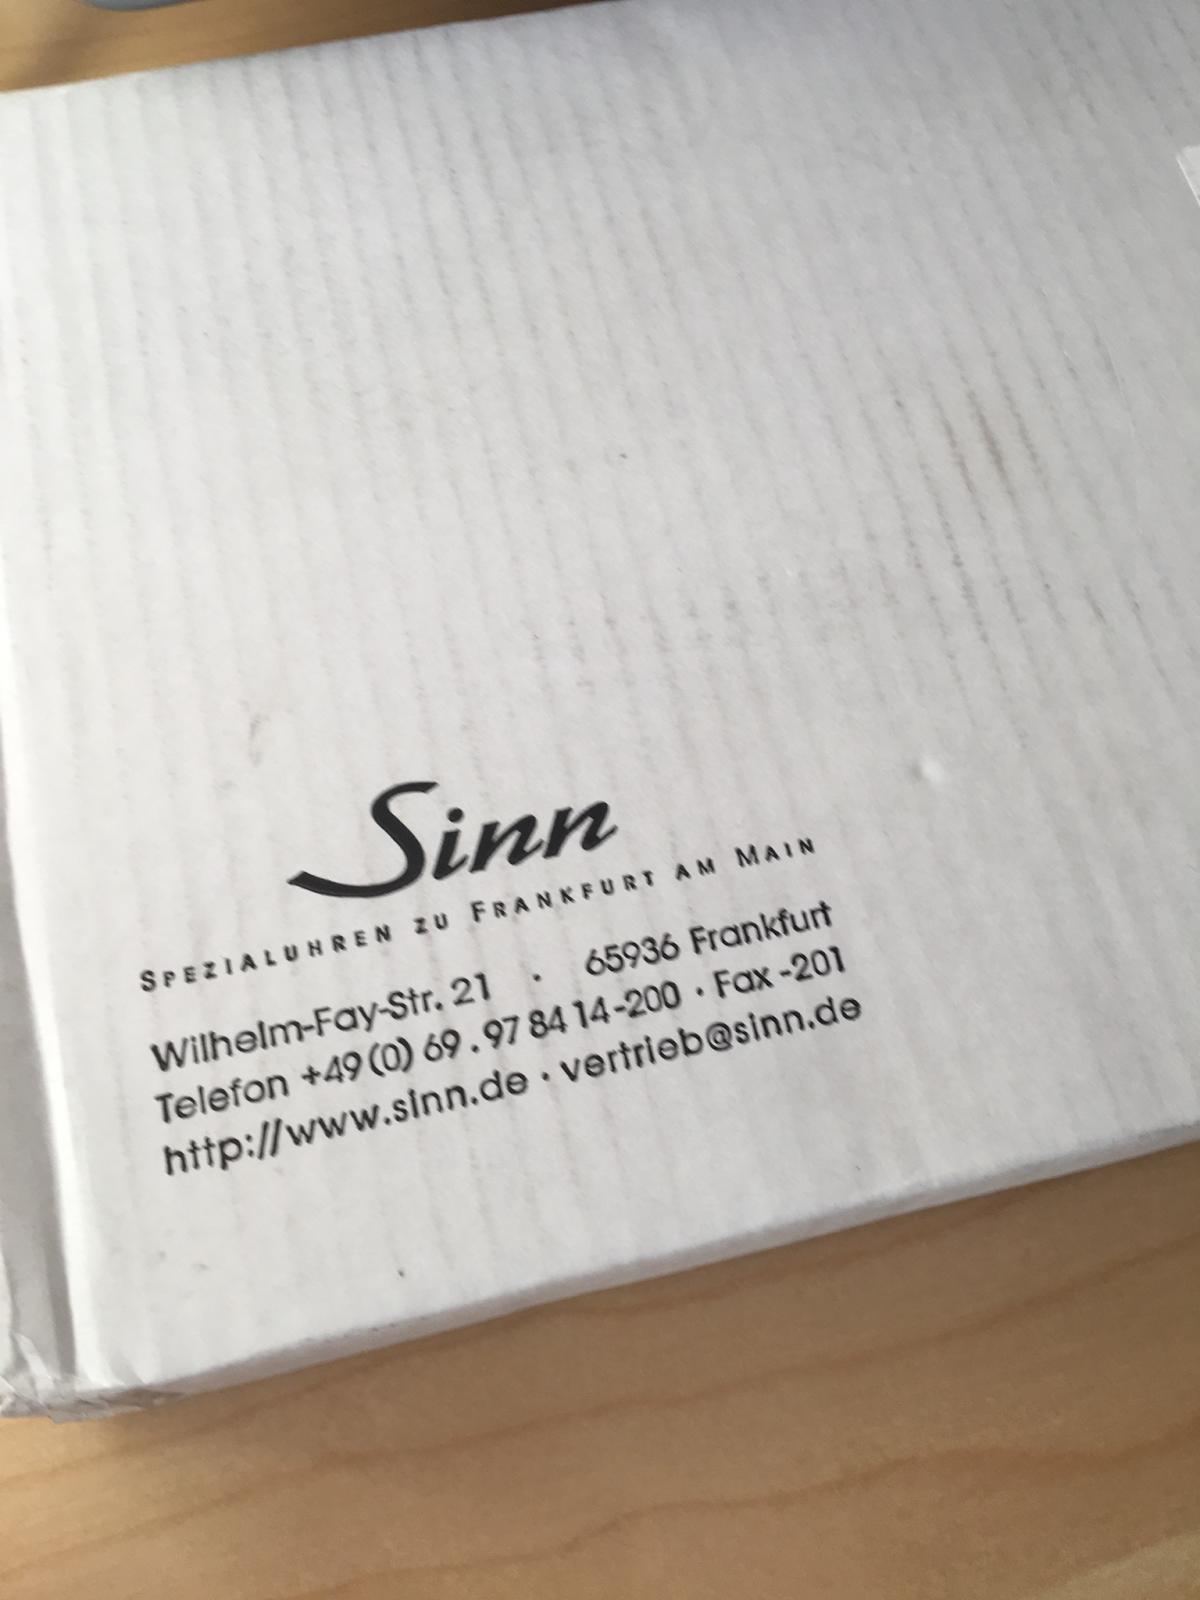 Sinn
SPEZIALUHREN ZU FRANKFURT AM MAIN
Wilhelm-Fay-Str. 21 · 65936 Frankfurt
Telefon +49(0) 69 . 97 84 14-200 · Fax -201
http://www.sinn.de · vertrieb@sinn.de